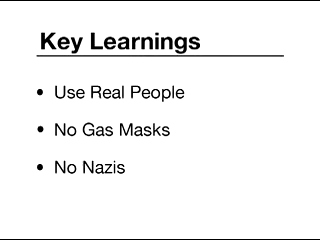 Key Learnings
• Use Real People
• No Gas Masks
• No Nazis